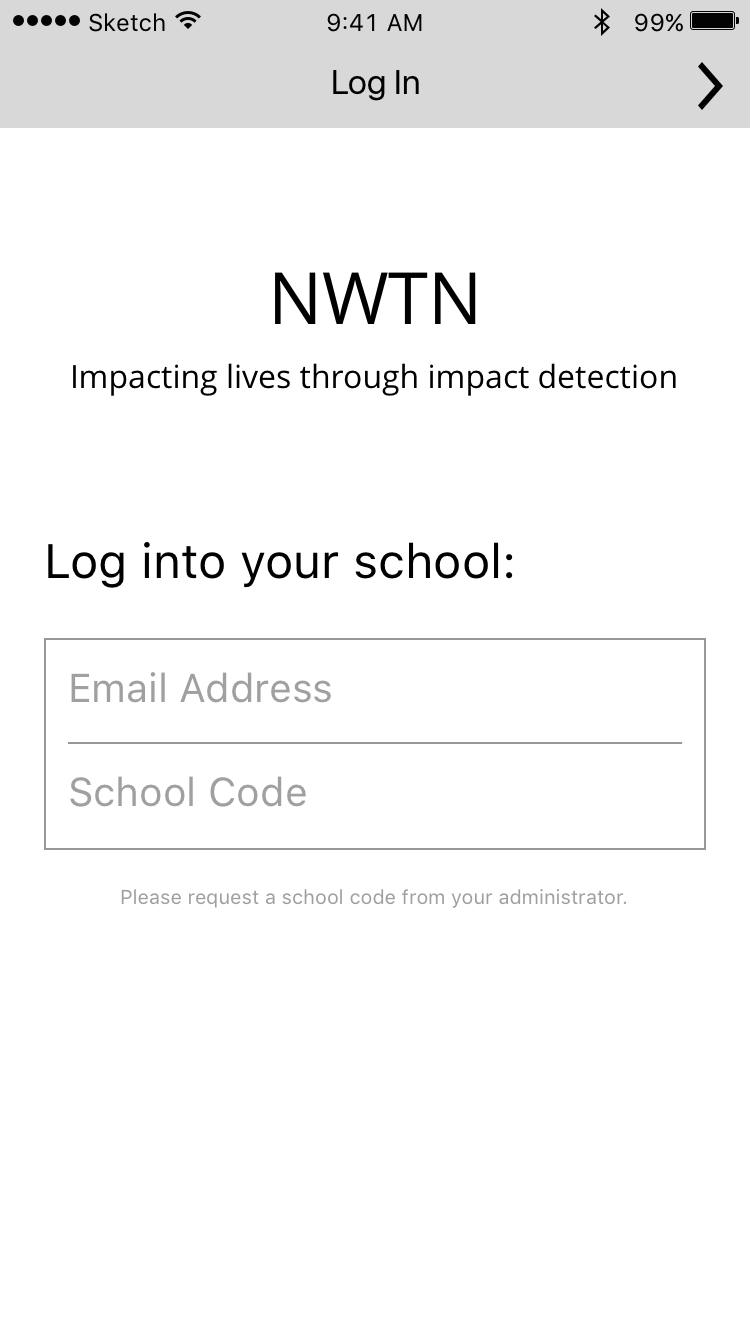 Sketch 9:41 AM 99%
Log In
NWTN
Impacting lives through impact detection
Log into your school:
Email Address
School Code
Please request a school code from your administrator.